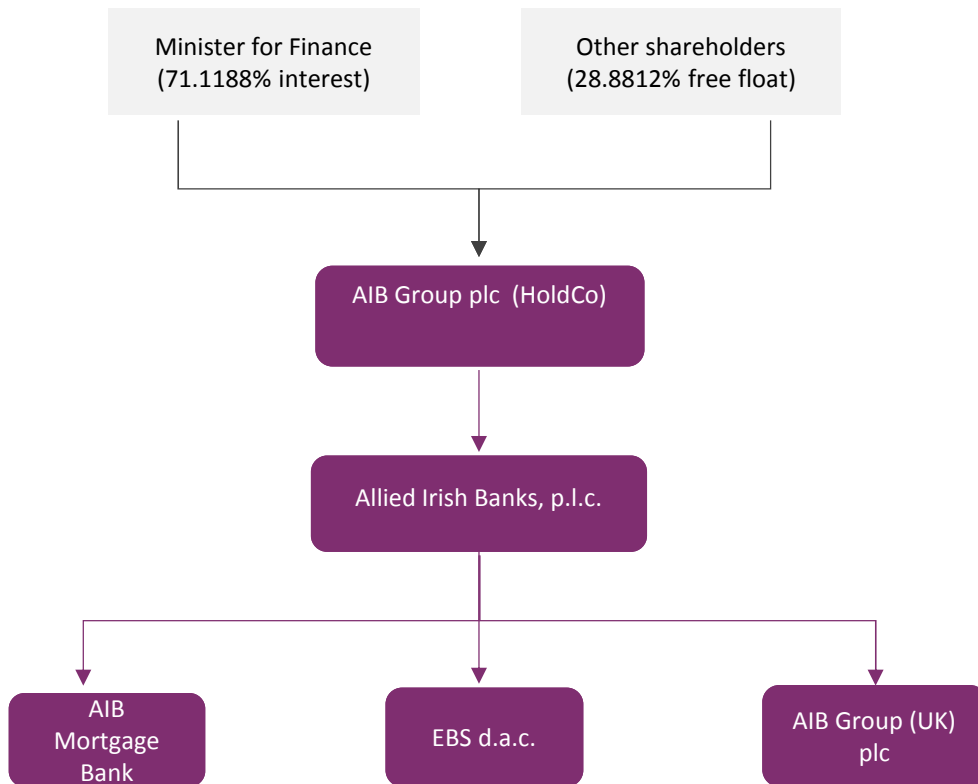 Minister for Finance
(71.1188% interest)
Other shareholders
(28.8812% free float)
AIB Group plc  (HoldCo)
Allied Irish Banks, p.l.c.
AIB
Mortgage
Bank
EBS d.a.c.
AIB Group (UK)
plc